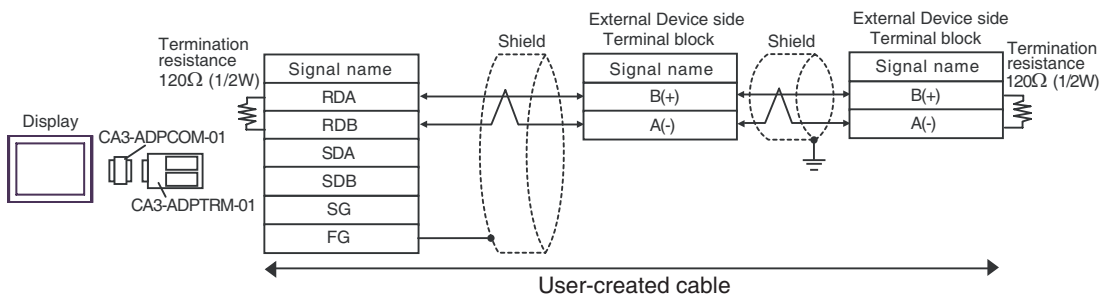 External Device side
Terminal block
External Device side
Terminal block
Termination
resistance
120Ω (1/2W)
Shield
Shield
Termination
resistance
120Ω (1/2W)
Signal name
RDA
RDB
SDA
SDB
SG
FG
Signal name
B(+)
A(-)
Signal name
B(+)
A(-)
Display
CA3-ADPCOM-01
CA3-ADPTRM-01
User-created cable